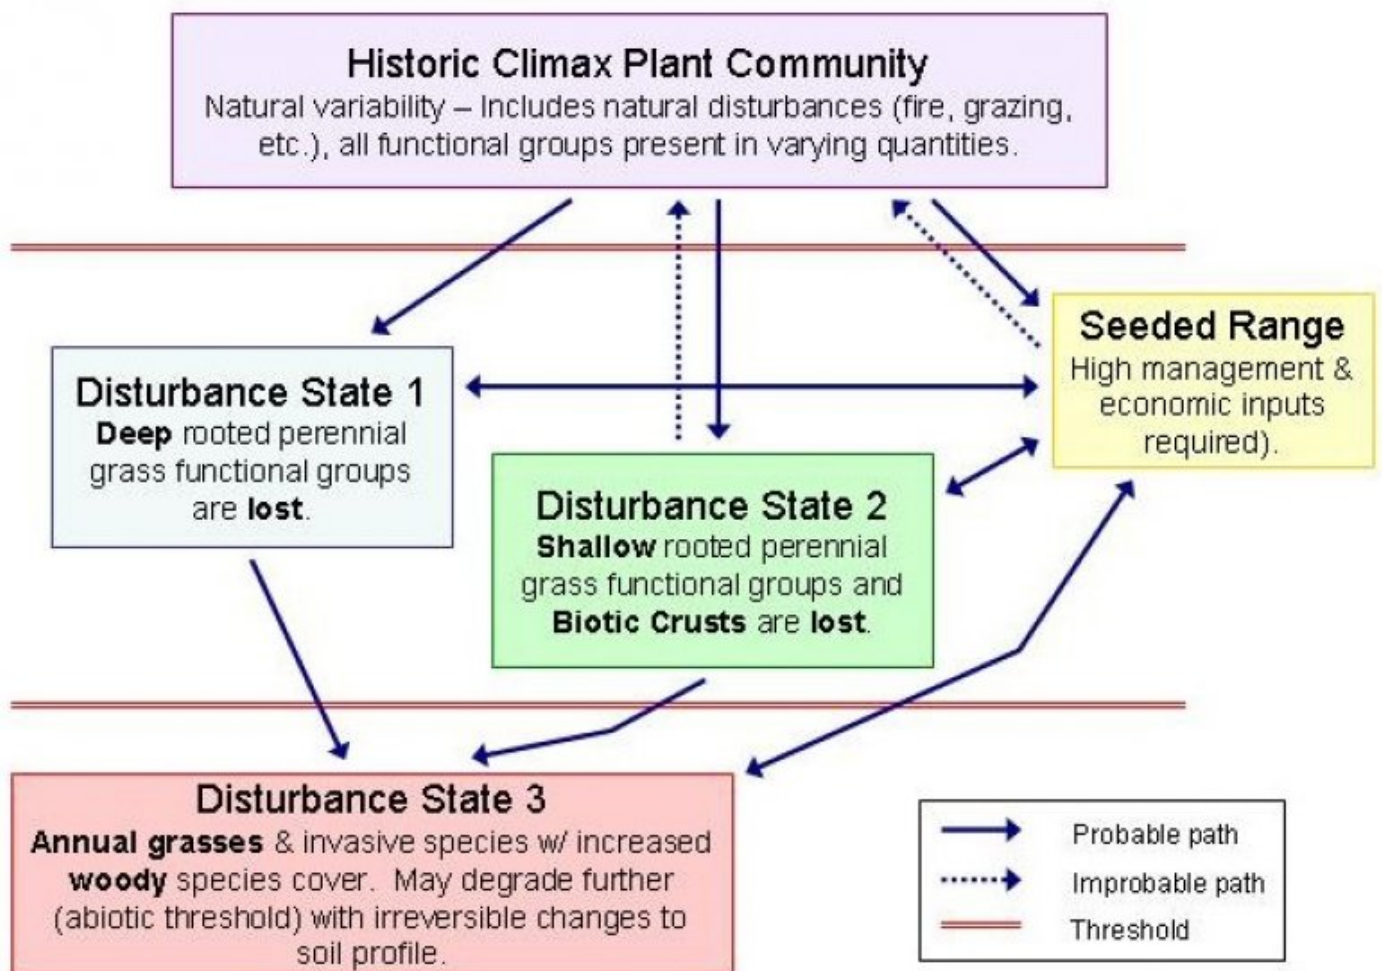 Historic Climax Plant Community
Natural variability – Includes natural disturbances (fire, grazing,
etc.), all functional groups present in varying quantities.
Seeded Range
High management &
economic inputs
required).
Disturbance State 1
Deep rooted perennial
grass functional groups
are lost.
Disturbance State 2
Shallow rooted perennial
grass functional groups and
Biotic Crusts are lost.
Disturbance State 3
Annual grasses & invasive species w/ increased
woody species cover. May degrade further
(abiotic threshold) with irreversible changes to
soil profile.
Probable path
Improbable path
Threshold